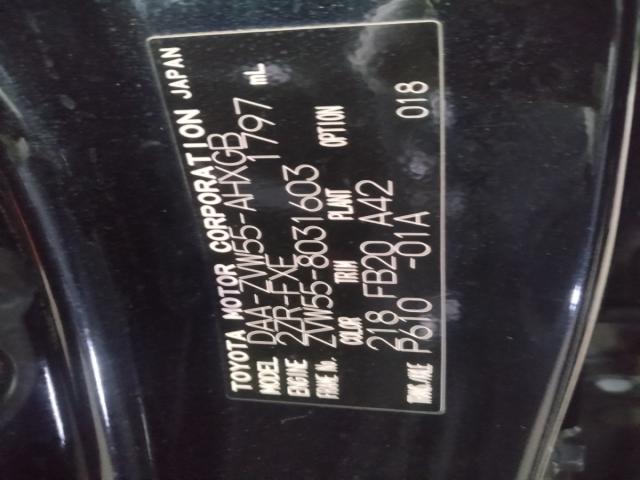 TOYOTA MOTOR CORPORATION JAPAN
MODEL DAA-ZVW55-AHXGB
ENGINE 2ZR-FXE 1797 mL
FRAME No. ZVW55-8031603
COLOR TRIM PLANT OPTION
218 FB20 A42 018
TRANS./AXLE P610 -01A